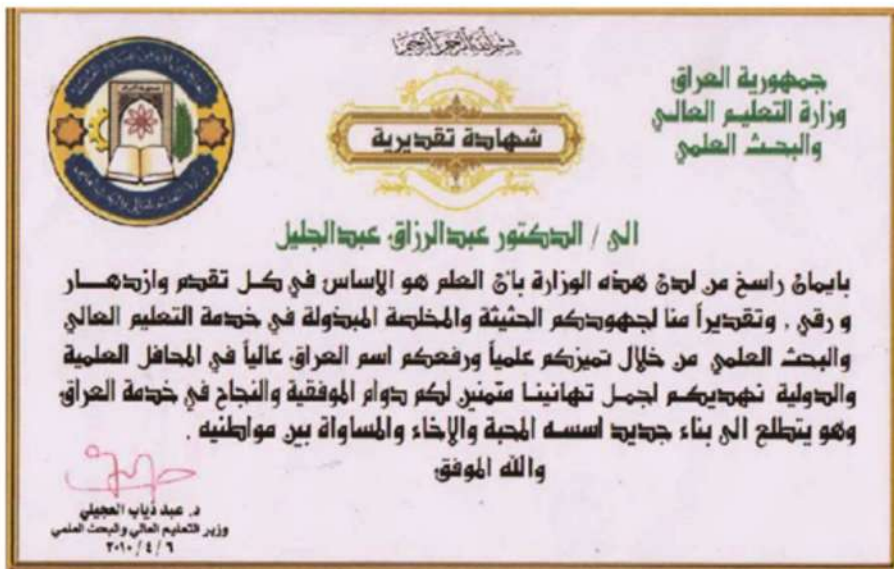 بسم الله الرحمن الرحيم
جمهورية العراق
وزارة التعليم العالي
والبحث العلمي
شهادة تقديرية
الى / الدكتور عبدالرزاق عبدالجليل
بايمان راسخ من لدن هذه الوزارة بان العلم هو الاساس في كل تقدم وازدهار
و رقي , وتقديراً منا لجهودكم الحثيثة والمخلصة المبذولة في خدمة التعليم العالي
والبحث العلمي من خلال تميزكم علمياً ورفعكم اسم العراق عالياً في المحافل العلمية
والدولية نهديكم اجمل تهانينا متمنين لكم دوام الموفقية والنجاح في خدمة العراق
وهو يتطلع الى بناء جديد اسسه المحبة والاخاء والمساواة بين مواطنيه .
والله الموفق
د. عبد ذياب العجيلي
وزير التعليم العالي والبحث العلمي
٢٠١٠ / ٤ / ٦